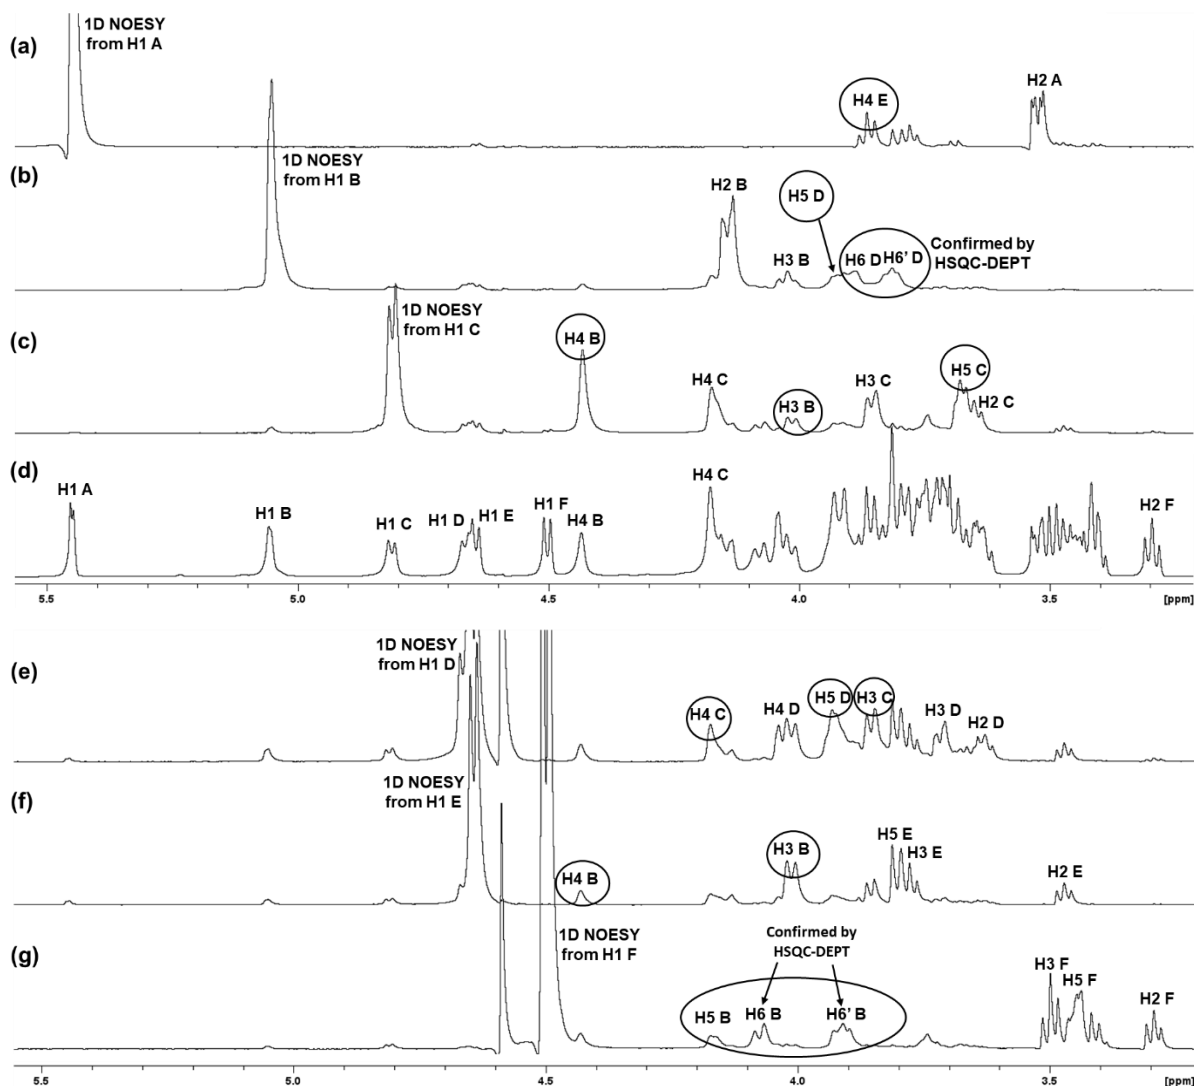 (a)
1D NOESY
from H1 A
H4 E
H2 A
(b)
1D NOESY
from H1 B
H2 B
H3 B
H5 D
H6 D H6’ D
Confirmed by
HSQC-DEPT
(c)
1D NOESY
from H1 C
H4 B
H4 C
H3 B
H3 C
H5 C
H2 C
(d)
H1 A
H1 B
H1 C
H1 D
H1 E
H1 F
H4 B
H4 C
H2 F
5.5 5.0 4.5 4.0 3.5 [ppm]
(e)
1D NOESY
from H1 D
H4 C
H4 D
H5 D
H3 C
H3 D
H2 D
(f)
1D NOESY
from H1 E
H4 B
H3 B
H5 E
H3 E
H2 E
(g)
1D NOESY
from H1 F
Confirmed by
HSQC-DEPT
H5 B H6 B H6’ B
H3 F
H5 F
H2 F
5.5 5.0 4.5 4.0 3.5 [ppm]